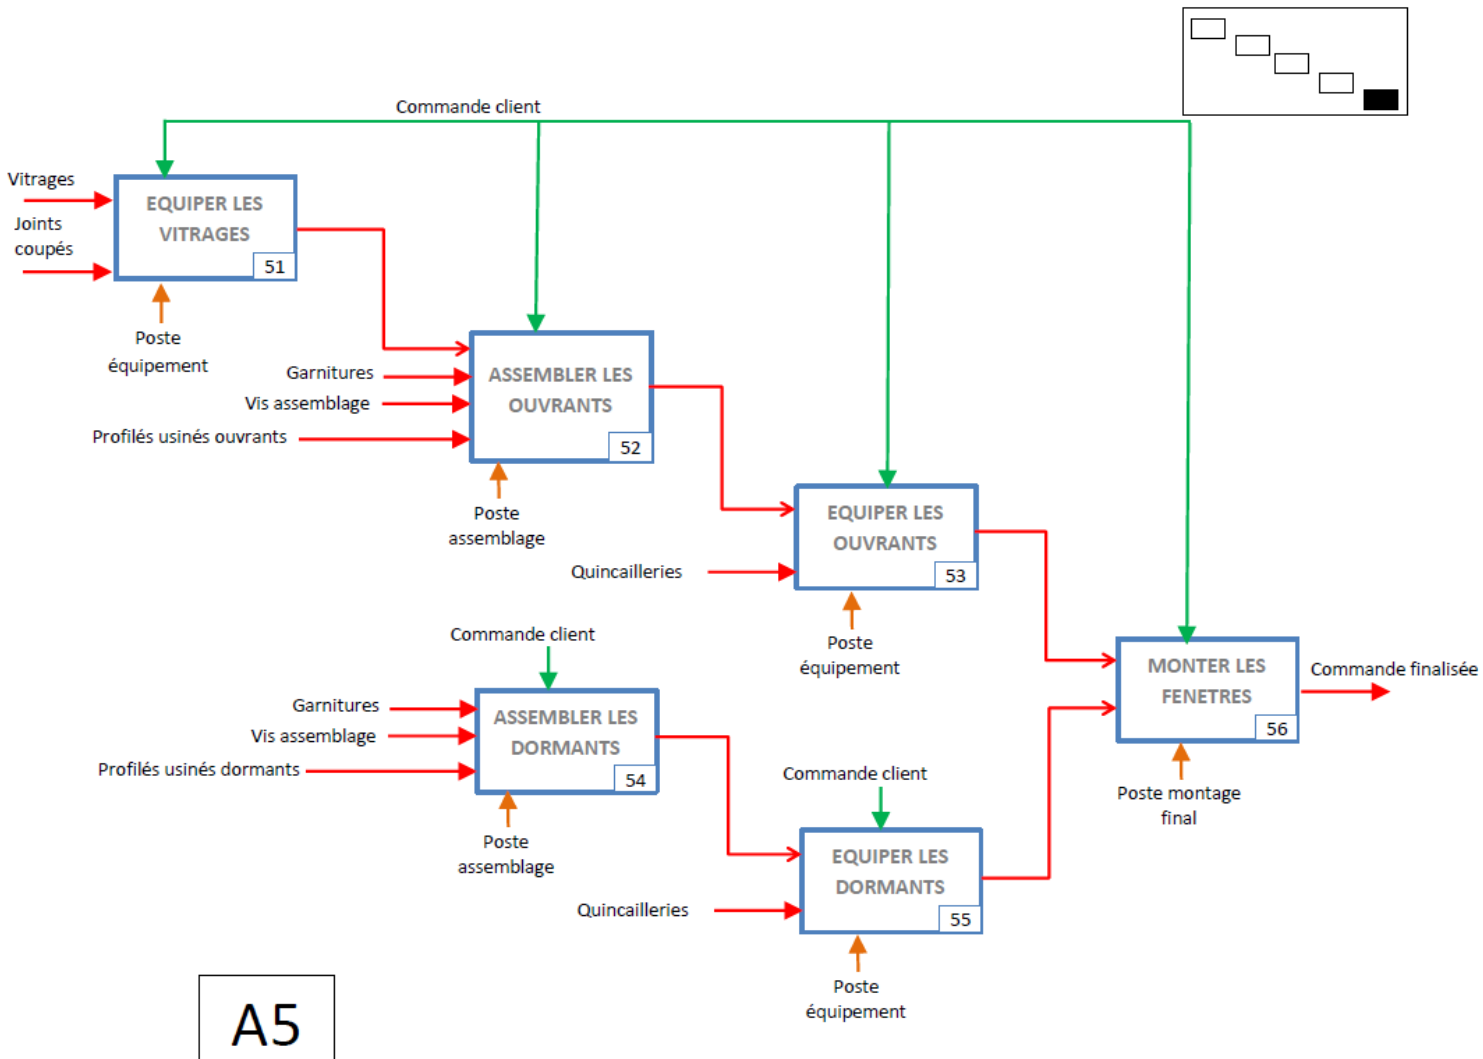 Commande client
Vitrages
Joints
coupés
EQUIPER LES
VITRAGES
51
Poste
équipement
Garnitures
Vis assemblage
Profilés usinés ouvrants
ASSEMBLER LES
OUVRANTS
52
Poste
assemblage
Quincailleries
EQUIPER LES
OUVRANTS
53
Poste
équipement
Commande client
Garnitures
Vis assemblage
Profilés usinés dormants
ASSEMBLER LES
DORMANTS
54
Poste
assemblage
Commande client
Quincailleries
EQUIPER LES
DORMANTS
55
Poste
équipement
MONTER LES
FENETRES
56
Commande finalisée
Poste montage
final
A5